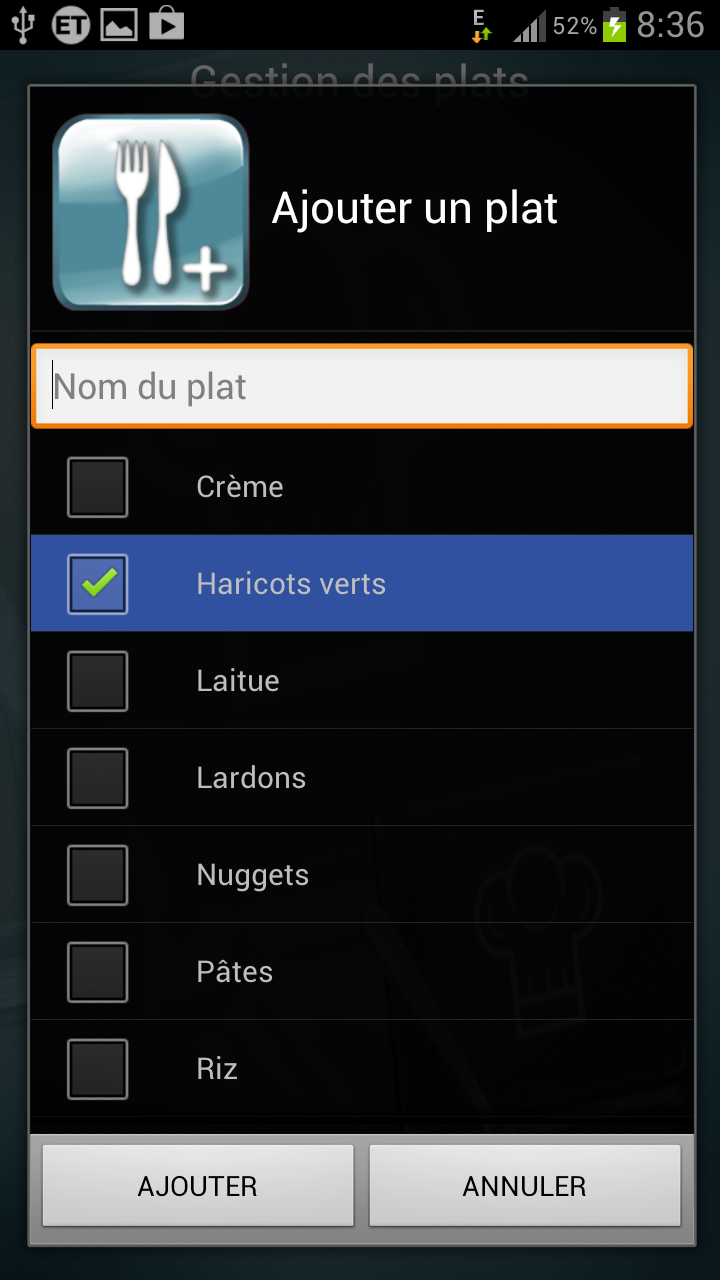 ET
E
52%
8:36
Gestion des plats
Ajouter un plat
Nom du plat
Crème
Haricots verts
Laitue
Lardons
Nuggets
Pâtes
Riz
AJOUTER
ANNULER